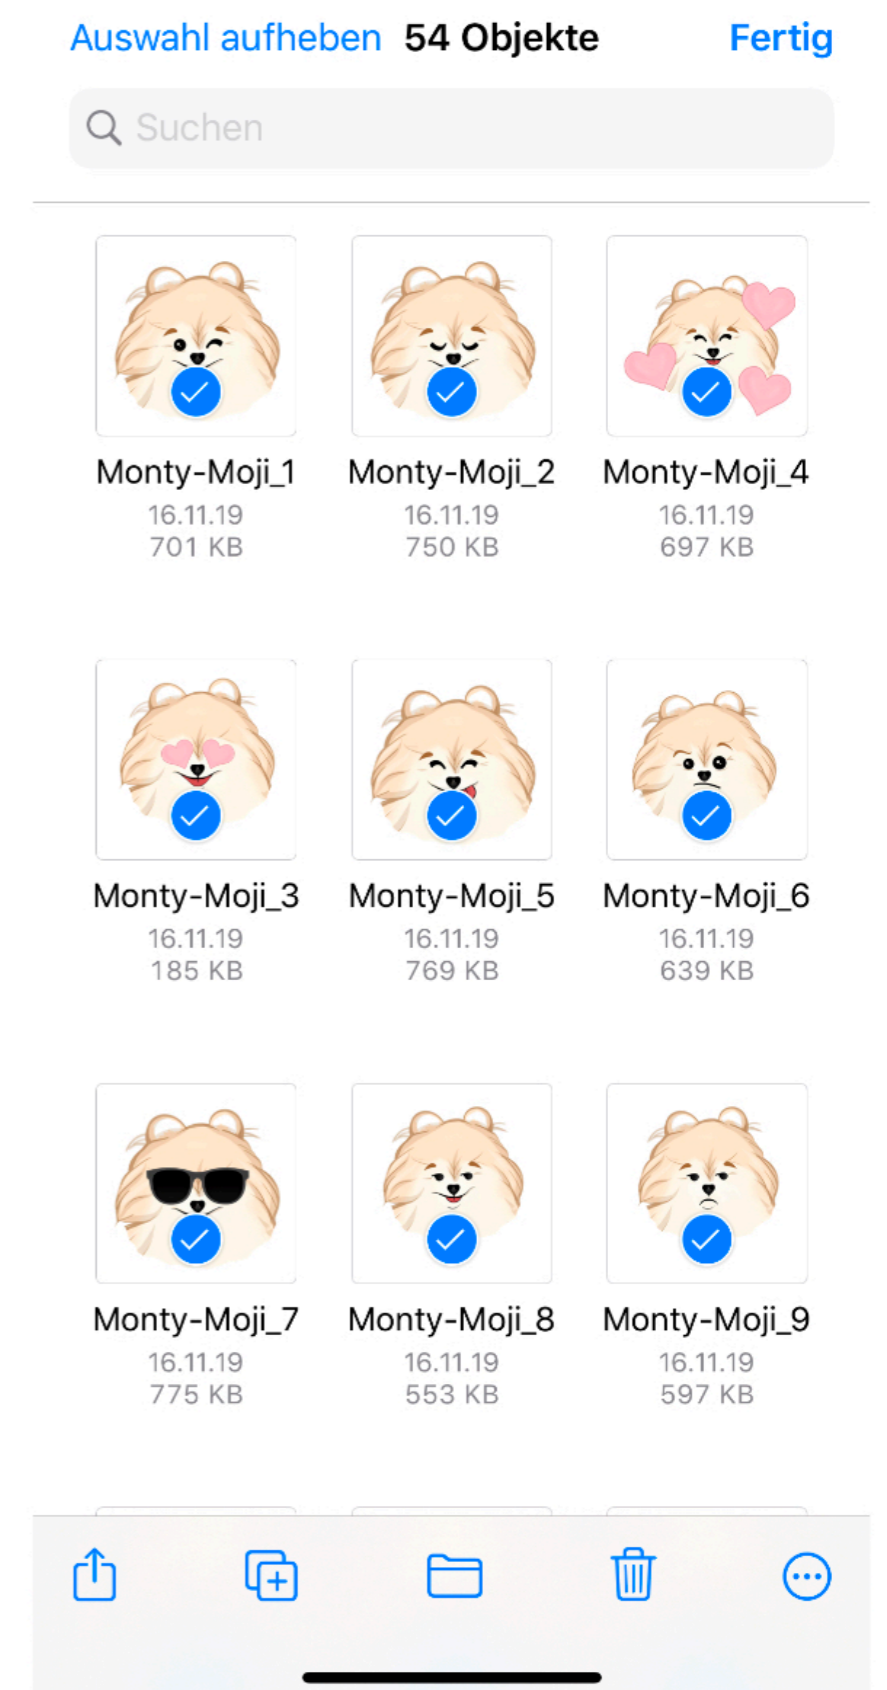 Auswahl aufheben 54 Objekte Fertig
Suchen
Monty-Moji_1 Monty-Moji_2 Monty-Moji_4
16.11.19 16.11.19 16.11.19
701 KB 750 KB 697 KB
Monty-Moji_3 Monty-Moji_5 Monty-Moji_6
16.11.19 16.11.19 16.11.19
185 KB 769 KB 639 KB
Monty-Moji_7 Monty-Moji_8 Monty-Moji_9
16.11.19 16.11.19 16.11.19
775 KB 553 KB 597 KB